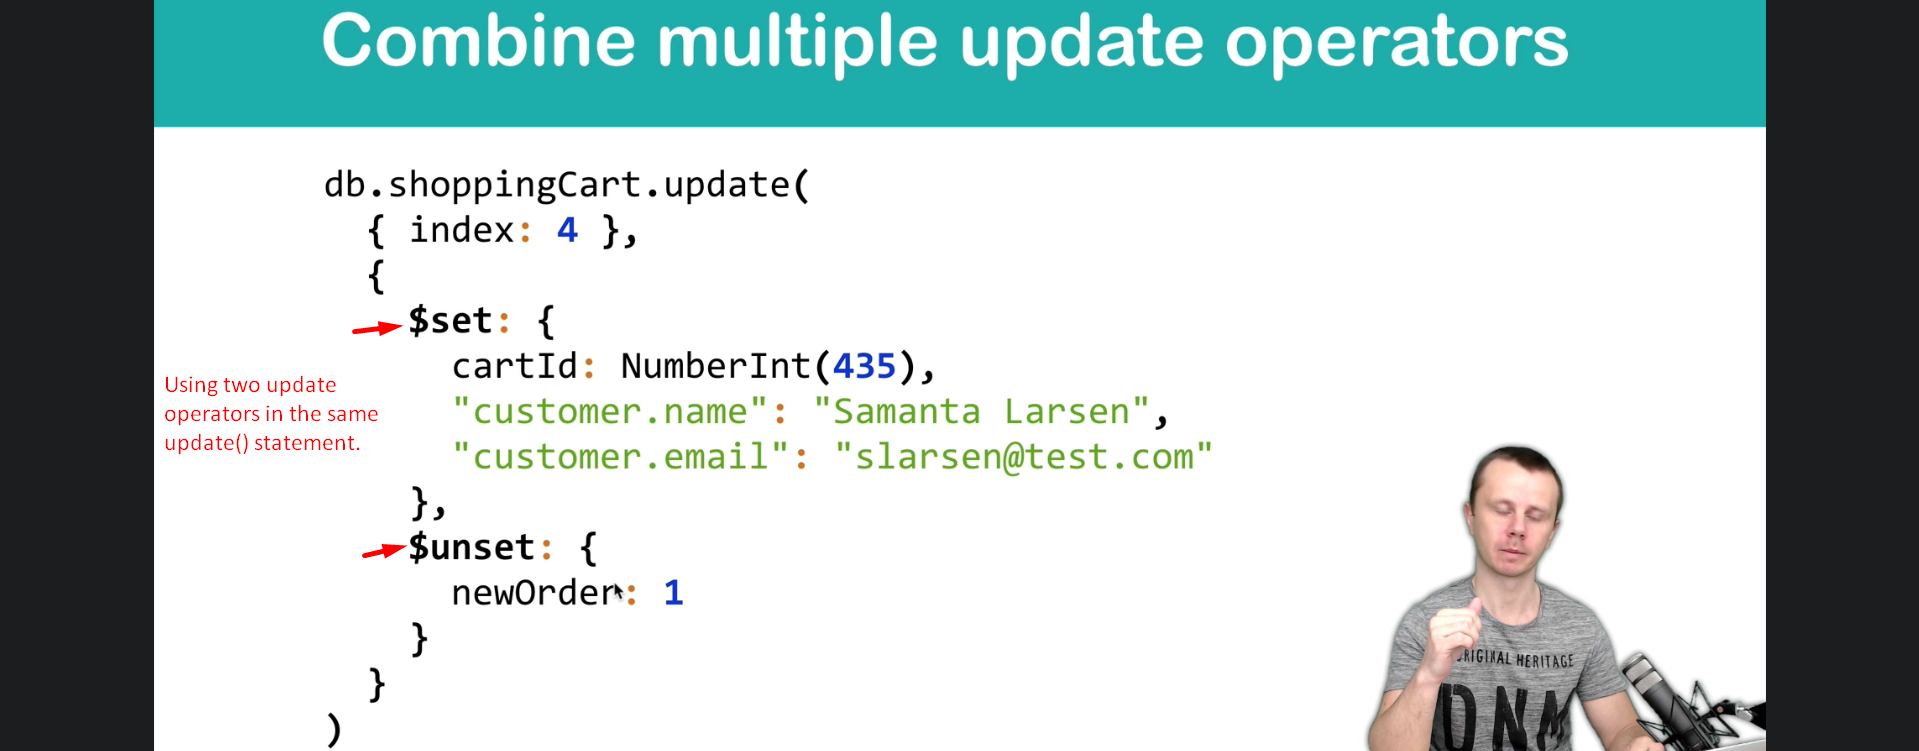 Combine multiple update operators
db.shoppingCart.update(
{ index: 4 },
{
$set: {
cartId: NumberInt(435),
"customer.name": "Samanta Larsen",
"customer.email": "slarsen@test.com"
},
$unset: {
newOrder: 1
}
}
)
Using two update
operators in the same
update() statement.
ORIGINAL HERITAGE
DNA